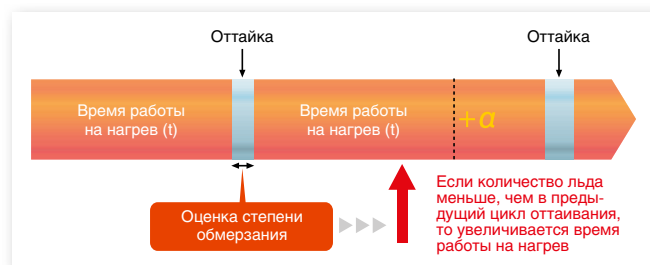 Оттайка
Оттайка
Время работы
на нагрев (t)
Время работы
на нагрев (t)
+α
Оценка степени
обмерзания
Если количество льда
меньше, чем в преды-
дущий цикл оттаивания,
то увеличивается время
работы на нагрев